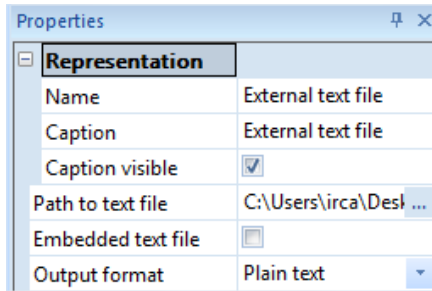 Properties
Representation
Name External text file
Caption External text file
Caption visible
Path to text file C:\Users\irca\Desk ...
Embedded text file
Output format Plain text